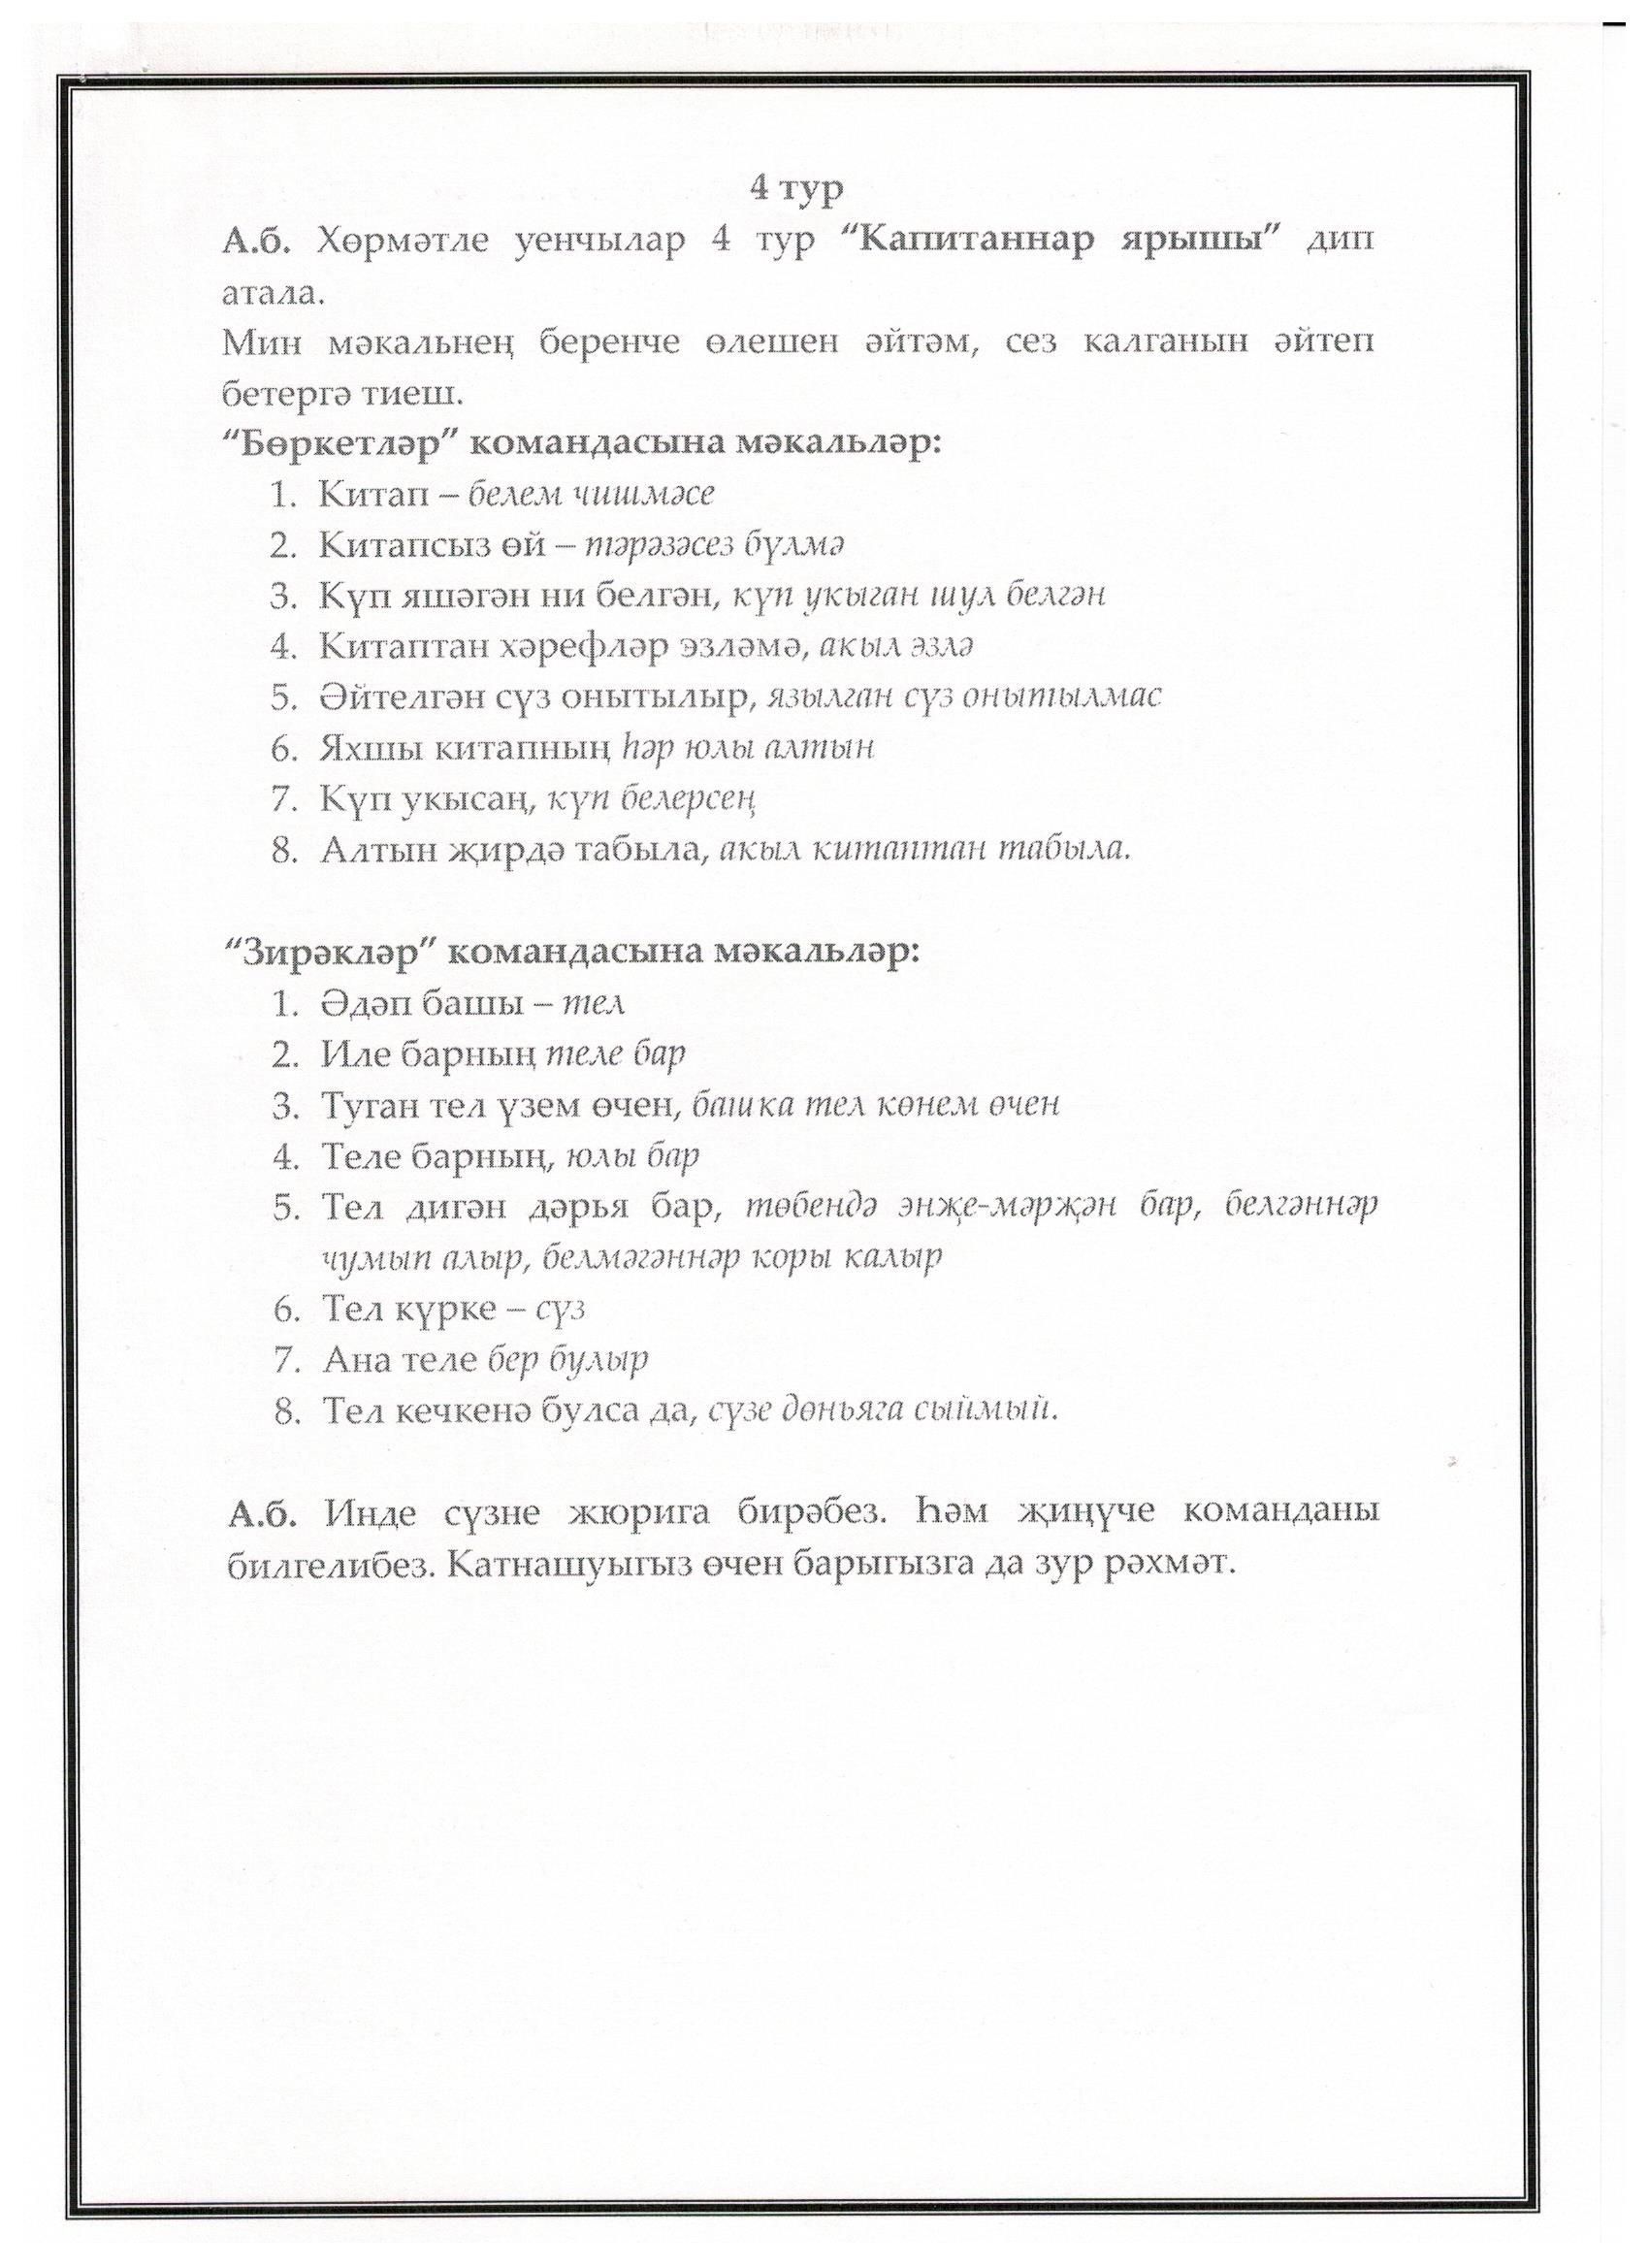 4 тур
А.б. Хөрмәтле уенчылар 4 тур “Капитаннар ярышы” дип
атала.
Мин мәкальнең беренче өлешен әйтәм, сез калганын әйтеп
бетергә тиеш.
“Бөркетләр” командасына мәкальләр:
1. Китап – белем чишмәсе
2. Китапсыз өй – тәрәзәсез бүлмә
3. Күп яшәгән ни белгән, күп укыган шул белгән
4. Китаптан хәрефләр эзләмә, акыл эзлә
5. Әйтелгән сүз онытылыр, язылган сүз онытылмас
6. Яхшы китапның һәр юлы алтын
7. Күп укысаң, күп белерсең
8. Алтын җирдә табыла, акыл китаптан табыла.
“Зирәкләр” командасына мәкальләр:
1. Әдәп башы – тел
2. Иле барның теле бар
3. Туган тел үзем өчен, башка тел көнем өчен
4. Теле барның, юлы бар
5. Тел дигән дәрья бар, төбендә энҗе-мәрҗән бар, белгәннәр
чумып алыр, белмәгәннәр коры калыр
6. Тел күрке – сүз
7. Ана теле бер булыр
8. Тел кечкенә булса да, сүзе дөньяга сыймый.
А.б. Инде сүзне жюрига бирәбез. Һәм җиңүче команданы
билгелибез. Катнашуыгыз өчен барыгызга да зур рәхмәт.